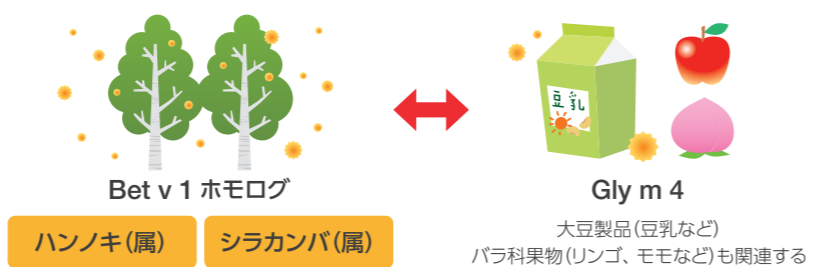 豆乳
Bet v 1 ホモログ
ハンノキ(属)
シラカンバ(属)
Gly m 4
大豆製品(豆乳など)
バラ科果物(リンゴ、モモなど)も関連する